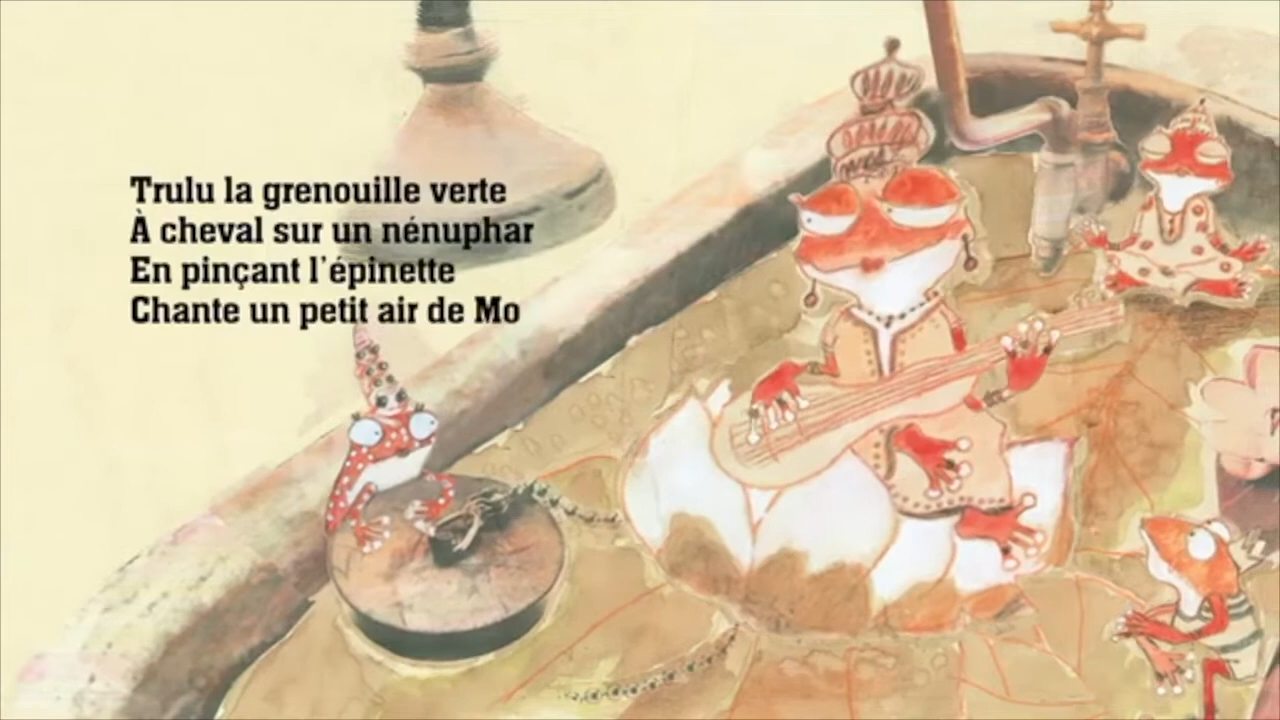 Trulu la grenouille verte
À cheval sur un nénuphar
En pinçant l'épinette
Chante un petit air de Mo